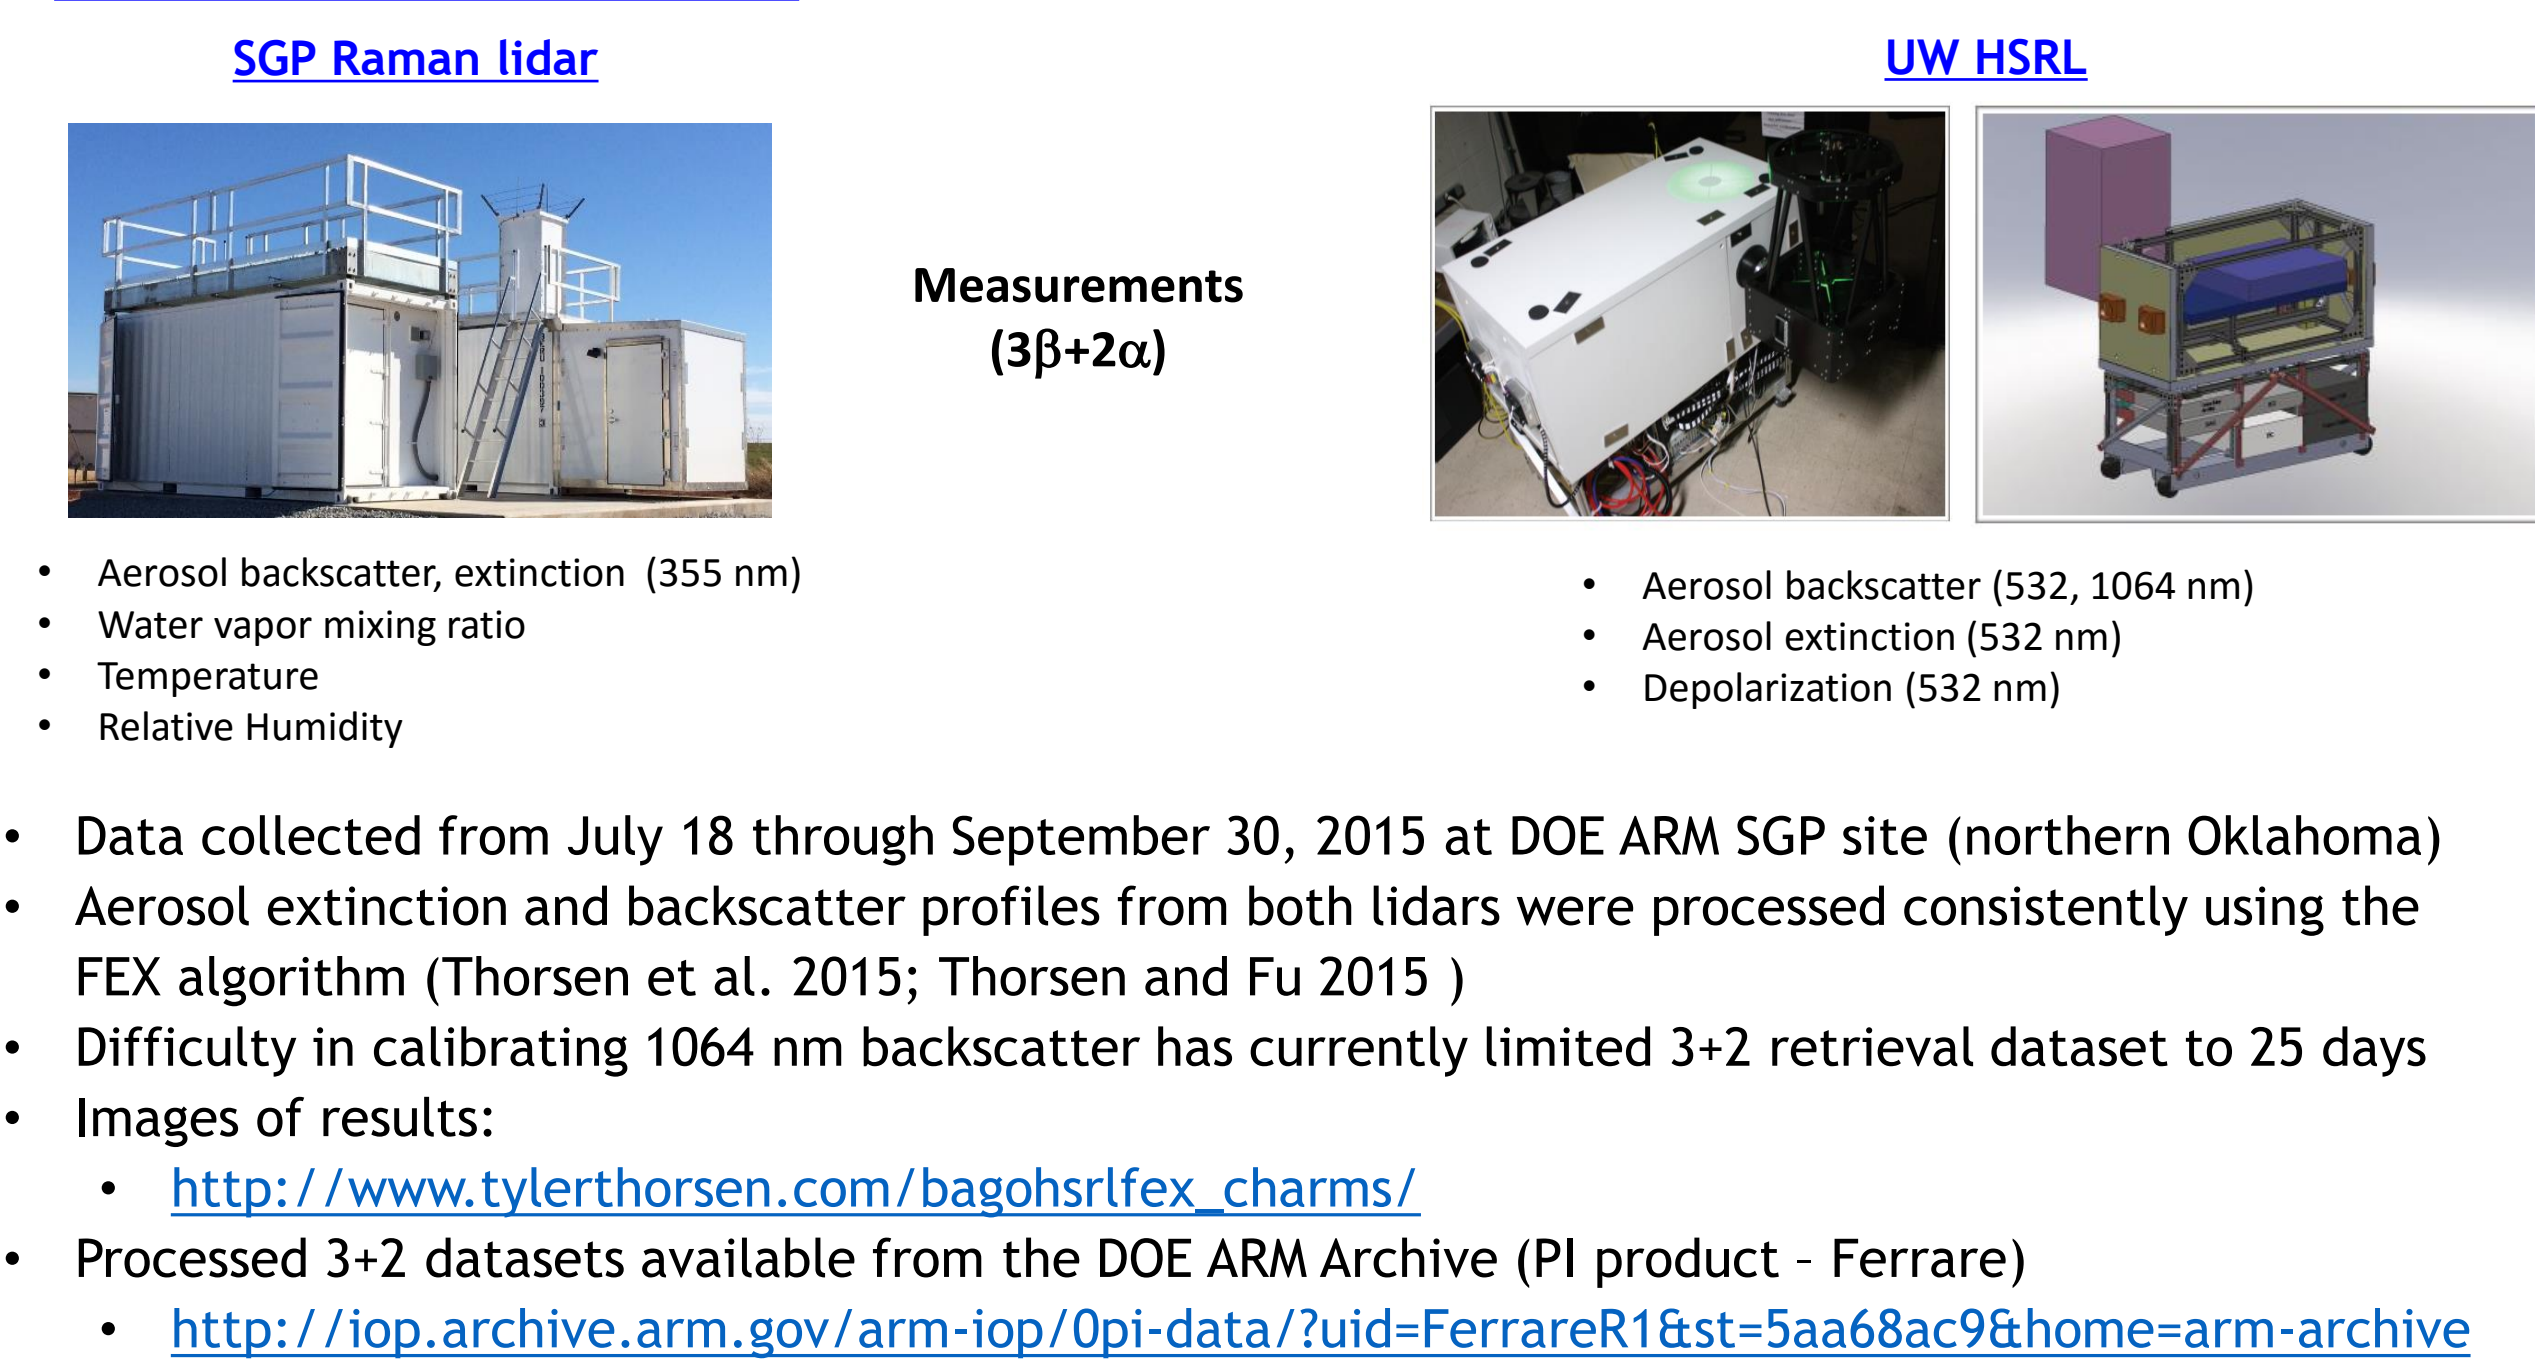 SGP Raman lidar
UW HSRL
Measurements
(3β+2α)
• Aerosol backscatter, extinction (355 nm)
• Water vapor mixing ratio
• Temperature
• Relative Humidity
• Aerosol backscatter (532, 1064 nm)
• Aerosol extinction (532 nm)
• Depolarization (532 nm)
• Data collected from July 18 through September 30, 2015 at DOE ARM SGP site (northern Oklahoma)
• Aerosol extinction and backscatter profiles from both lidars were processed consistently using the
FEX algorithm (Thorsen et al. 2015; Thorsen and Fu 2015 )
• Difficulty in calibrating 1064 nm backscatter has currently limited 3+2 retrieval dataset to 25 days
• Images of results:
• http://www.tylerthorsen.com/bagohsrlfex_charms/
• Processed 3+2 datasets available from the DOE ARM Archive (PI product – Ferrare)
• http://iop.archive.arm.gov/arm-iop/0pi-data/?uid=FerrareR1&st=5aa68ac9&home=arm-archive